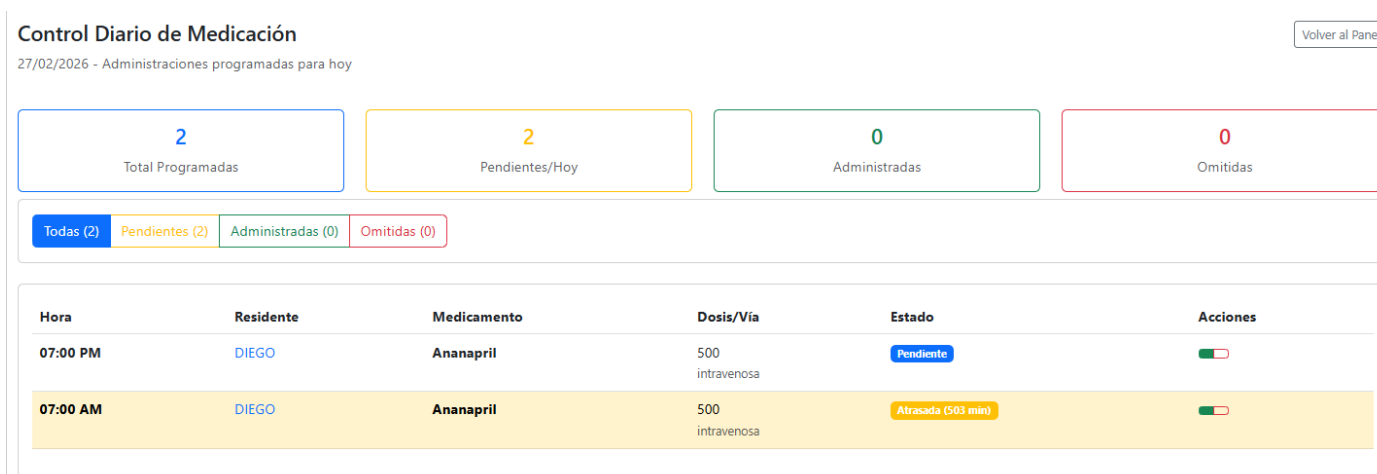 Control Diario de Medicación
Volver al Pane
27/02/2026 - Administraciones programadas para hoy
2
Total Programadas
2
Pendientes/Hoy
0
Administradas
0
Omitidas
Todas (2) Pendientes (2) Administradas (0) Omitidas (0)
Hora Residente Medicamento Dosis/Vía Estado Acciones
07:00 PM DIEGO Ananapril 500 Pendiente
intravenosa
07:00 AM DIEGO Ananapril 500 Atrasada (503 min)
intravenosa